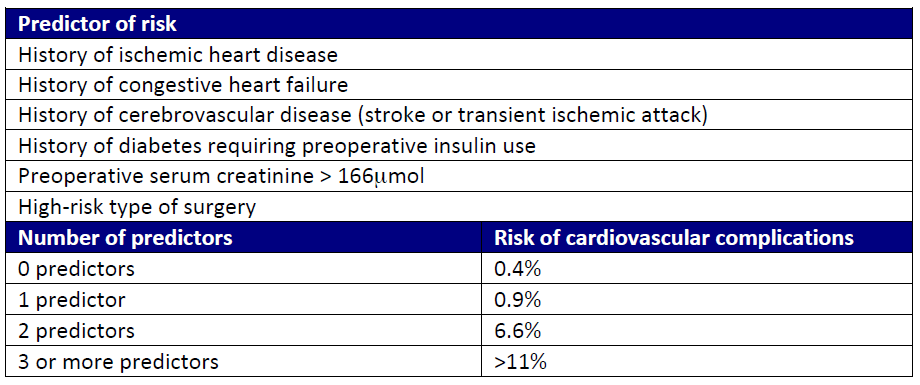 Predictor of risk
History of ischemic heart disease
History of congestive heart failure
History of cerebrovascular disease (stroke or transient ischemic attack)
History of diabetes requiring preoperative insulin use
Preoperative serum creatinine > 166μmol
High-risk type of surgery
Number of predictors Risk of cardiovascular complications
0 predictors 0.4%
1 predictor 0.9%
2 predictors 6.6%
3 or more predictors >11%